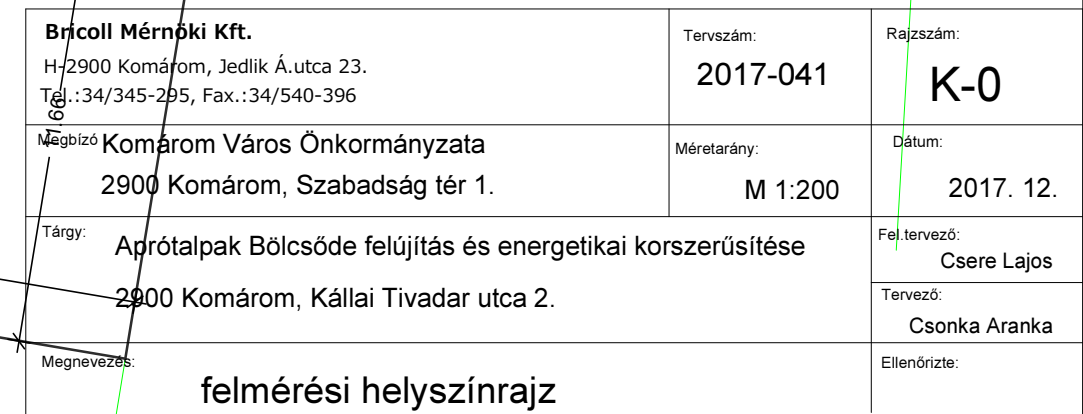 Bricoll Mérnöki Kft.
H-2900 Komárom, Jedlik Á.utca 23.
Tel.:34/345-295, Fax.:34/540-396
Tervszám:
2017-041
Rajzszám:
K-0
11.66
Megbízó
Komárom Város Önkormányzata
2900 Komárom, Szabadság tér 1.
Méretarány:
M 1:200
Dátum:
2017. 12.
Tárgy:
Aprótalpak Bölcsőde felújítás és energetikai korszerűsítése
2900 Komárom, Kállai Tivadar utca 2.
Fel.tervező:
Csere Lajos
Tervező:
Csonka Aranka
Megnevezés:
felmérési helyszínrajz
Ellenőrizte: